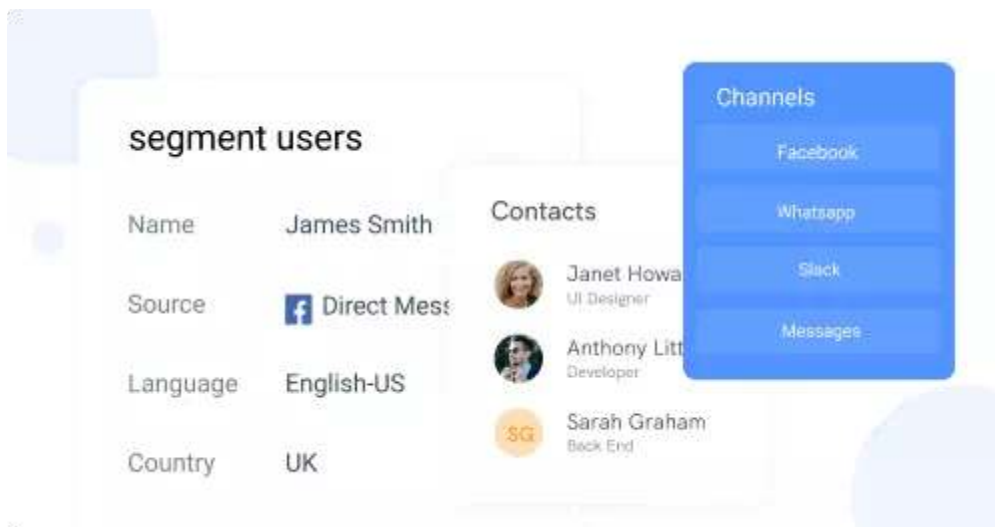 segment users
Name James Smith
Source Direct Mess
Language English-US
Country UK
Contacts
Janet Howa
UI Designer
Anthony Litt
Developer
SG
Sarah Graham
Back End
Channels
Facebook
Whatsapp
Slack
Messages